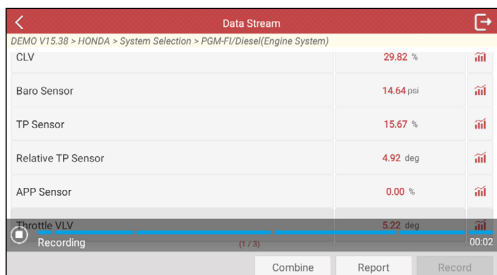 Data Stream
DEMO V15.38 > HONDA > System Selection > PGM-FI/Diesel(Engine System)
CLV 29.82 %
Baro Sensor 14.64 psi
TP Sensor 15.67 %
Relative TP Sensor 4.92 deg
APP Sensor 0.00 %
Throttle VLV 5.22 deg
Recording (1 / 3) 00:02
Combine Report Record